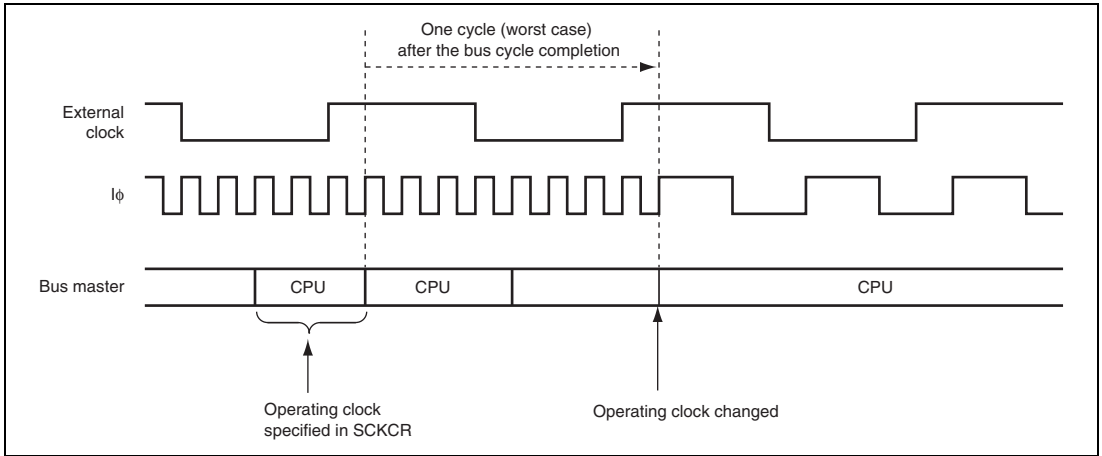 One cycle (worst case)
after the bus cycle completion
External
clock
Iϕ
Bus master
CPU
CPU
CPU
Operating clock
specified in SCKCR
Operating clock changed